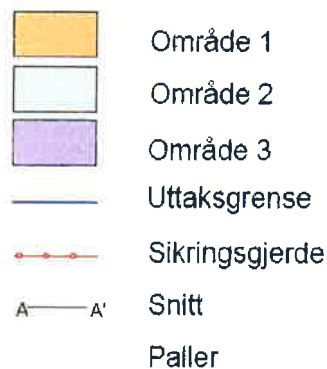 Område 1
Område 2
Område 3
Uttaksgrense
Sikringsgjerde
A A' Snitt
Paller